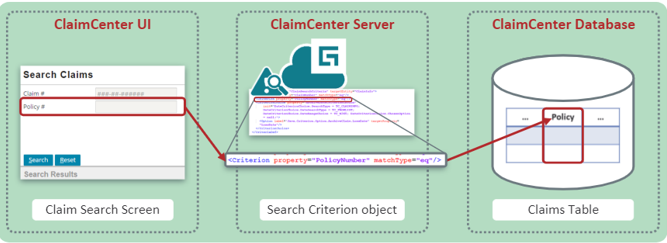 ClaimCenter UI
ClaimCenter Server
ClaimCenter Database
Search Claims
Claim #
###-##-######
Policy #
Search Reset
Search Results
<Criterion property="PolicyNumber" matchType="eq"/>
... Policy ...
Claim Search Screen
Search Criterion object
Claims Table